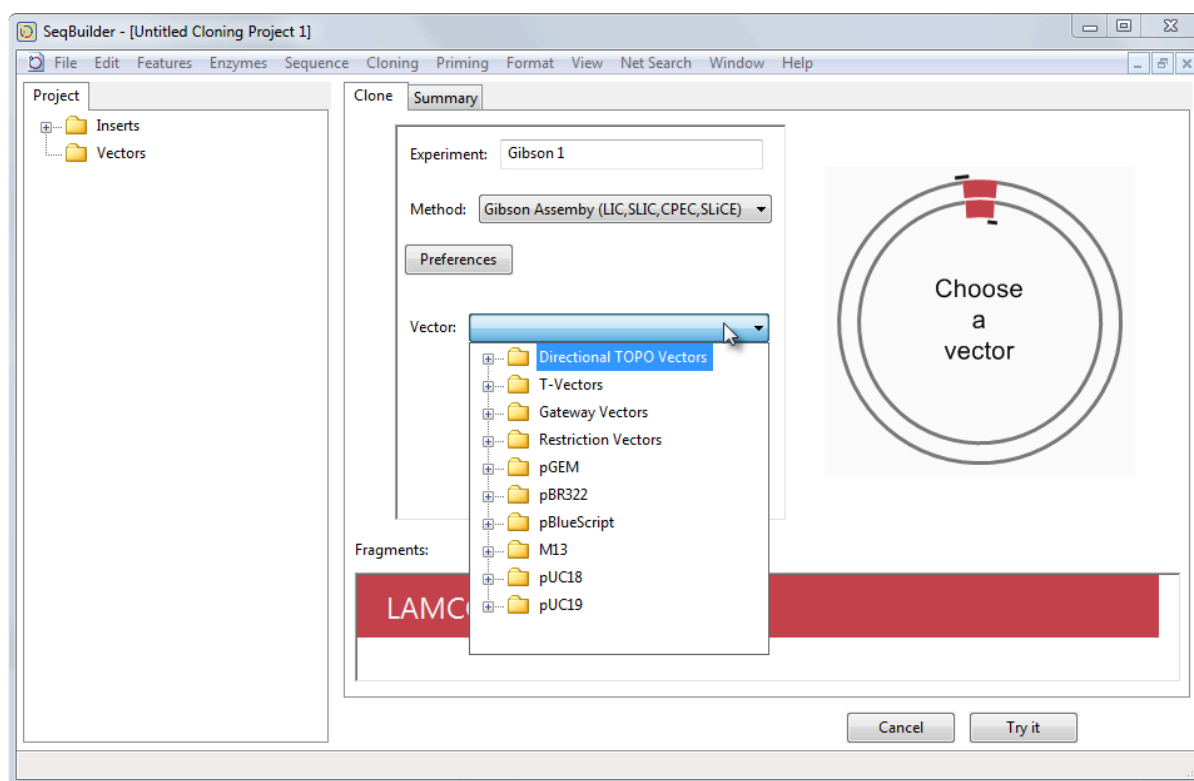 SeqBuilder - [Untitled Cloning Project 1]
File Edit Features Enzymes Sequence Cloning Priming Format View Net Search Window Help
Project
Inserts
Vectors
Clone Summary
Experiment: Gibson 1
Method: Gibson Assemby (LIC,SLIC,CPEC,SLiCE)
Preferences
Vector:
Directional TOPO Vectors
T-Vectors
Gateway Vectors
Restriction Vectors
pGEM
pBR322
pBlueScript
M13
pUC18
pUC19
Choose
a
vector
Fragments:
LAMC
Cancel Try it